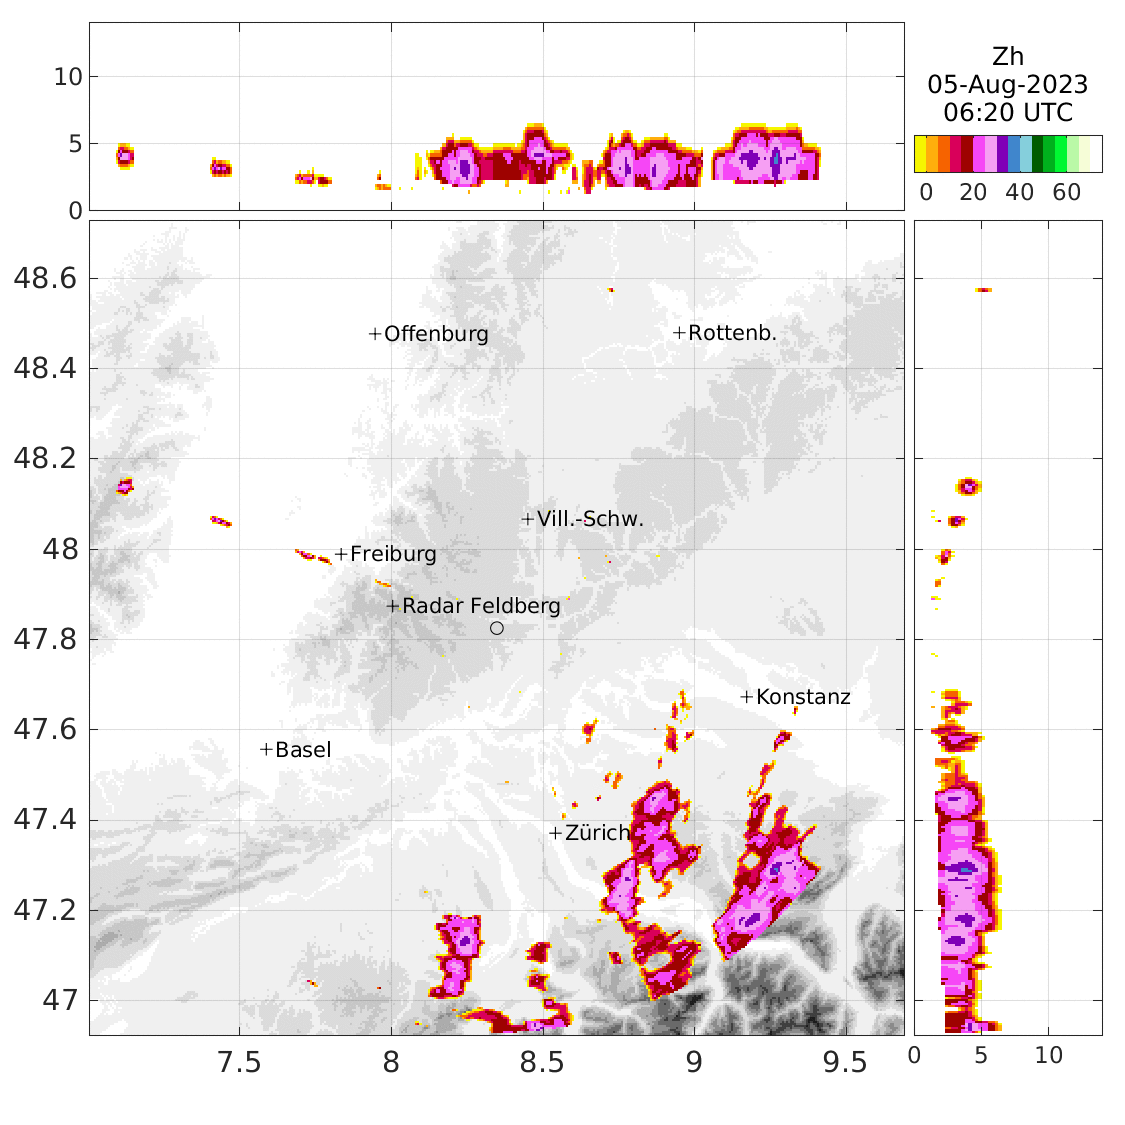 Zh
05-Aug-2023
06:20 UTC
0 20 40 60
10
5
0
48.6
48.4
48.2
48
47.8
47.6
47.4
47.2
47
Offenburg
Rottenb.
Vill.-Schw.
Freiburg
Radar Feldberg
Konstanz
Basel
Zürich
7.5 8 8.5 9 9.5
0 5 10